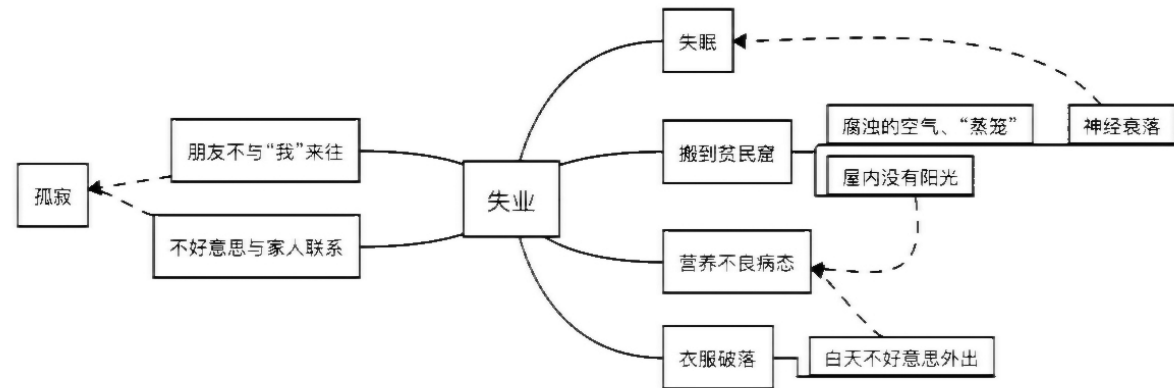 失眠
腐浊的空气、“蒸笼”
神经衰落
朋友不与“我”来往
搬到贫民窟
屋内没有阳光
孤寂
失业
不好意思与家人联系
营养不良病态
衣服破落
白天不好意思外出